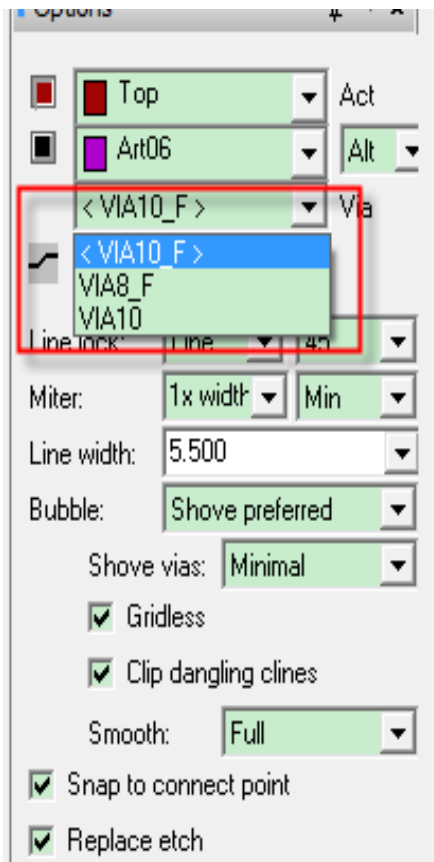 Options
Top Act
Art06 Alt
< VIA10_F > Via
< VIA10_F >
VIA8_F
VIA10
Line lock: Line 45
Miter: 1x width Min
Line width: 5.500
Bubble: Shove preferred
Shove vias: Minimal
Gridless
Clip dangling clines
Smooth: Full
Snap to connect point
Replace etch